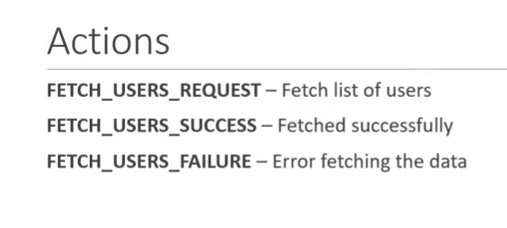 Actions
FETCH_USERS_REQUEST – Fetch list of users
FETCH_USERS_SUCCESS – Fetched successfully
FETCH_USERS_FAILURE – Error fetching the data